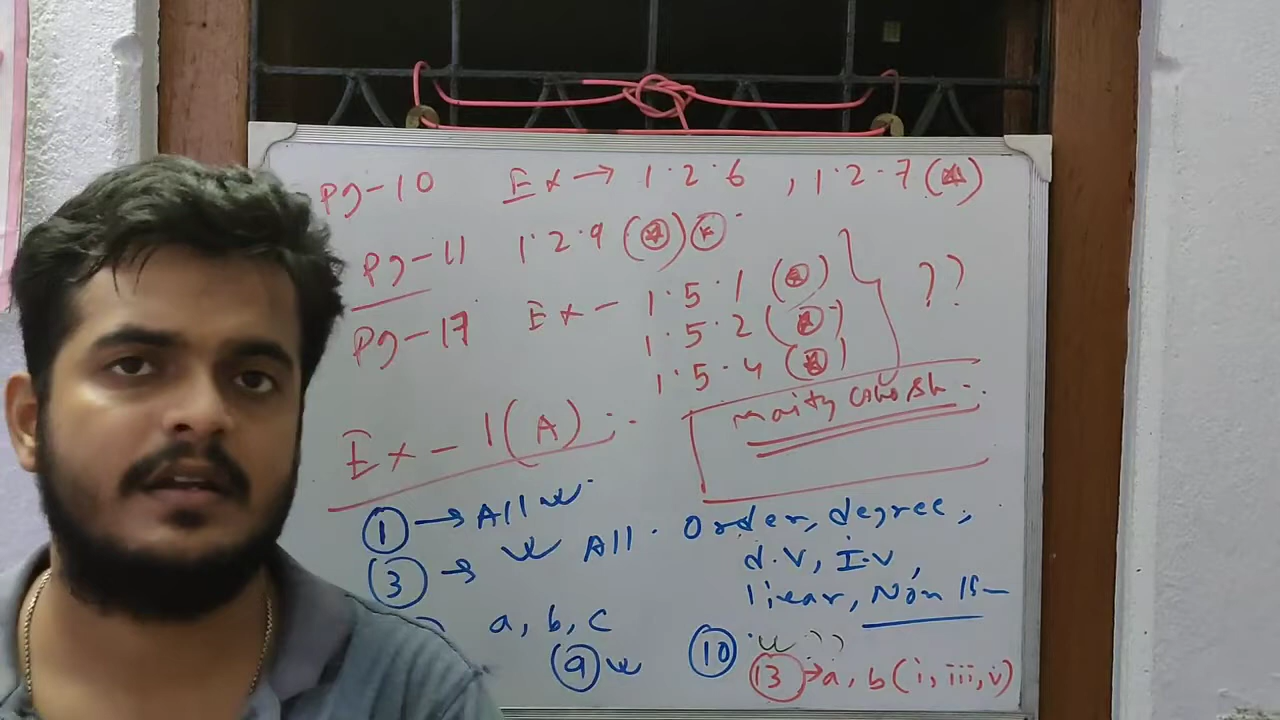 Pg-10 Ex→ 1.2.6 , 1.2.7 (*)
Pg-11 1.2.9 (*) *
Pg-17 Ex- 1.5.1 (*) ??
1.5.2 (*)
1.5.4 (*)
Maity Ghosh
Ex-1(A) :-
1 → All
3 → All. Order, degree,
d.V, I.V,
linear, Non
a, b, c
9 10 ??
13 → a, b (i, iii, v)